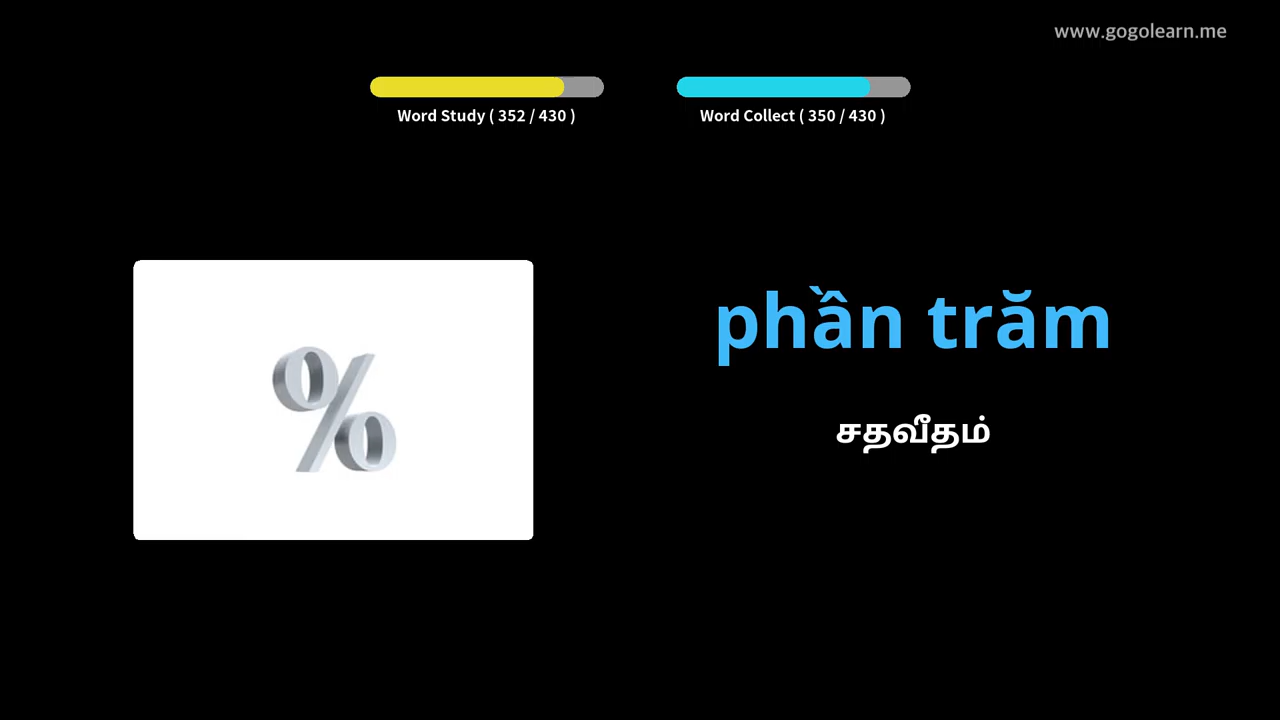 www.gogolearn.me
Word Study ( 352 / 430 )
Word Collect ( 350 / 430 )
%
phần trăm
சதவீதம்